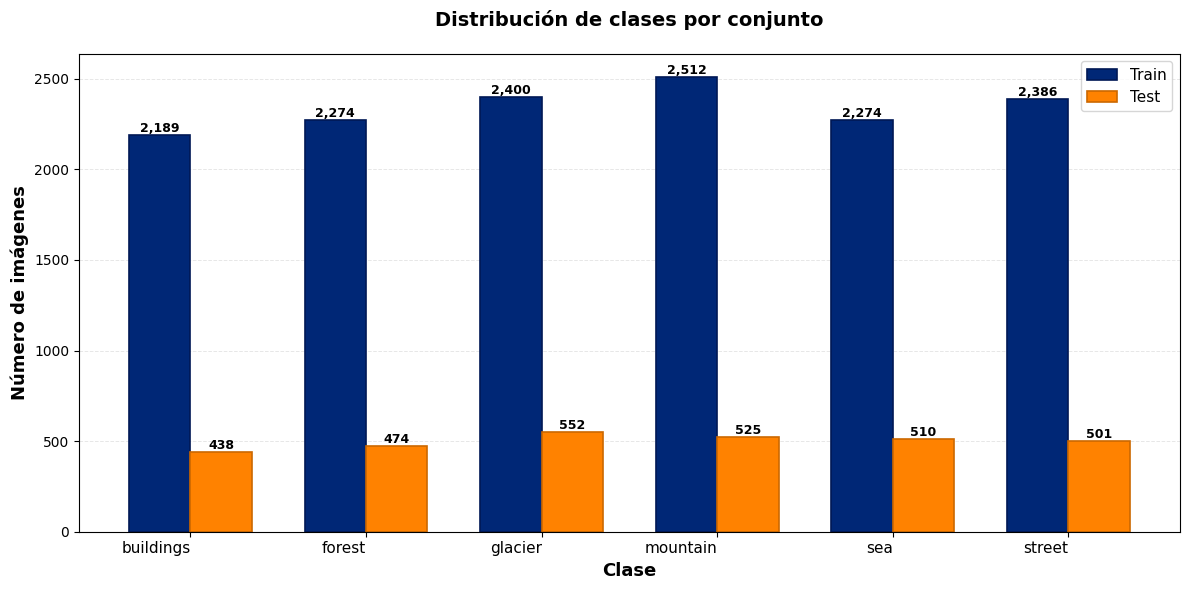 Distribución de clases por conjunto
Número de imágenes
2500
2000
1500
1000
500
0
2,189
438
2,274
474
2,400
552
2,512
525
2,274
510
2,386
501
Train
Test
buildings
forest
glacier
mountain
sea
street
Clase